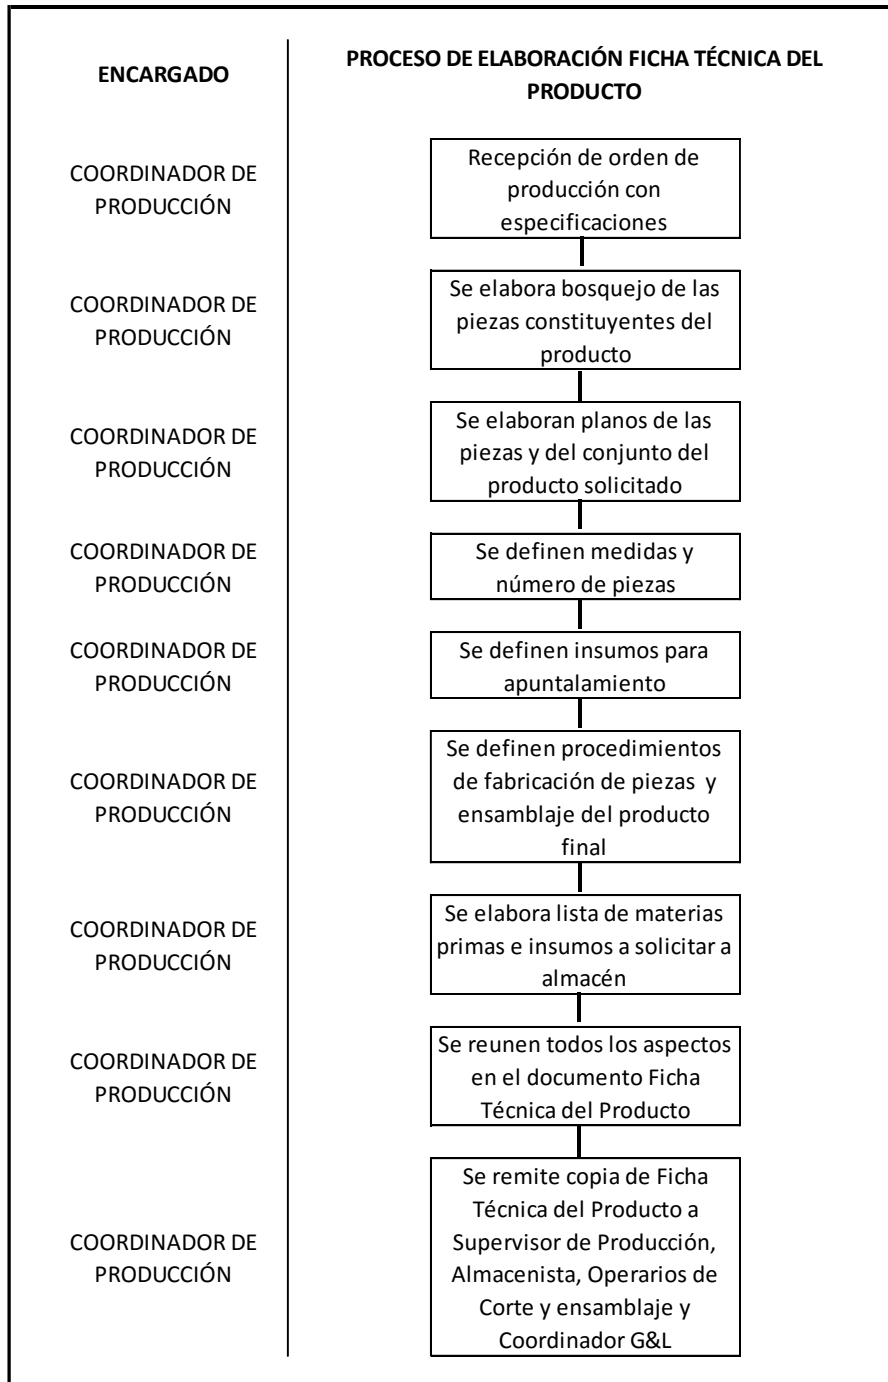 ENCARGADO
PROCESO DE ELABORACIÓN FICHA TÉCNICA DEL
PRODUCTO
COORDINADOR DE
PRODUCCIÓN
Recepción de orden de
producción con
especificaciones
COORDINADOR DE
PRODUCCIÓN
Se elabora bosquejo de las
piezas constituyentes del
producto
COORDINADOR DE
PRODUCCIÓN
Se elaboran planos de las
piezas y del conjunto del
producto solicitado
COORDINADOR DE
PRODUCCIÓN
Se definen medidas y
número de piezas
COORDINADOR DE
PRODUCCIÓN
Se definen insumos para
apuntalamiento
COORDINADOR DE
PRODUCCIÓN
Se definen procedimientos
de fabricación de piezas y
ensamblaje del producto
final
COORDINADOR DE
PRODUCCIÓN
Se elabora lista de materias
primas e insumos a solicitar a
almacén
COORDINADOR DE
PRODUCCIÓN
Se reunen todos los aspectos
en el documento Ficha
Técnica del Producto
COORDINADOR DE
PRODUCCIÓN
Se remite copia de Ficha
Técnica del Producto a
Supervisor de Producción,
Almacenista, Operarios de
Corte y ensamblaje y
Coordinador G&L